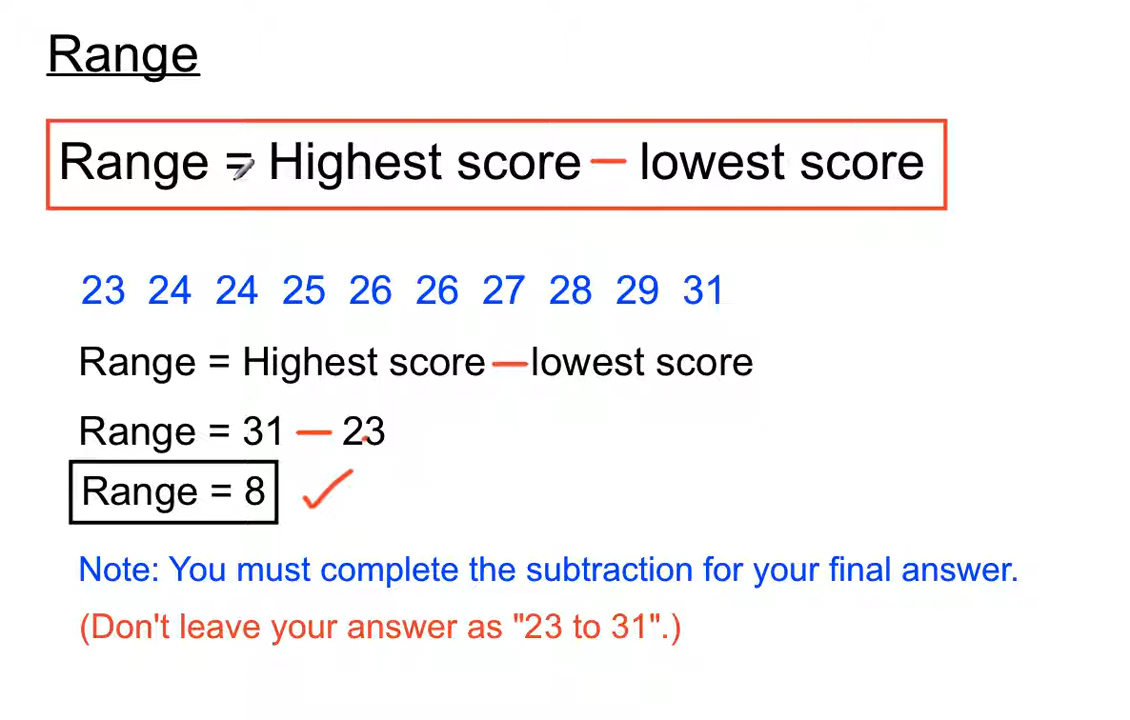 Range
Range = Highest score – lowest score
23 24 24 25 26 26 27 28 29 31
Range = Highest score – lowest score
Range = 31 – 23
Range = 8 ✓
Note: You must complete the subtraction for your final answer.
(Don't leave your answer as "23 to 31".)